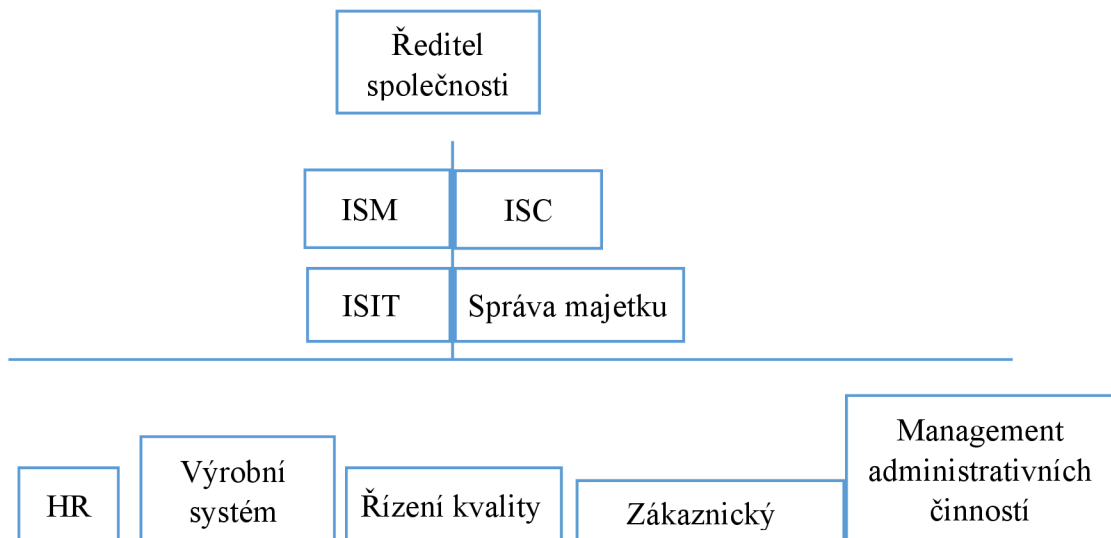 Ředitel
společnosti
ISM
ISC
ISIT
Správa majetku
HR
Výrobní
systém
Řízení kvality
Zákaznický
Management
administrativních
činností